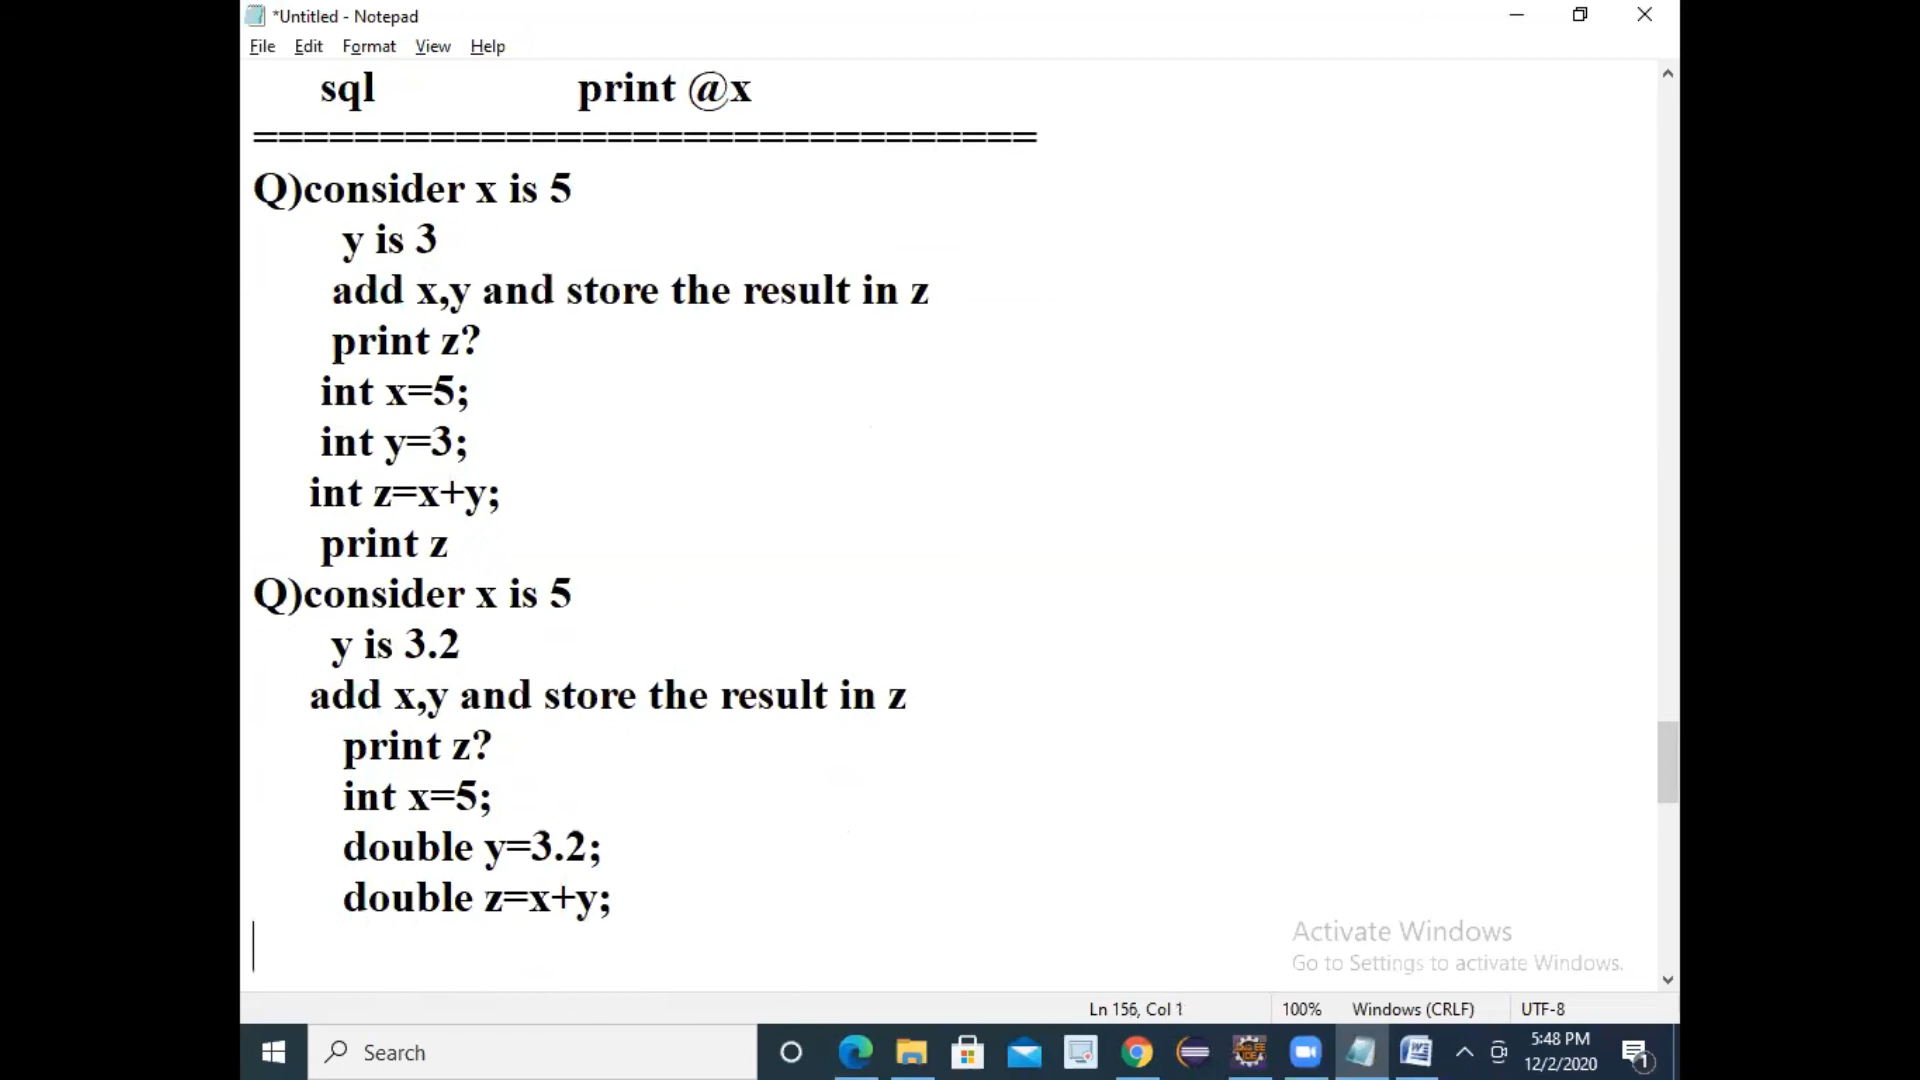 *Untitled - Notepad
File Edit Format View Help
sql print @x
===============================
Q)consider x is 5
y is 3
add x,y and store the result in z
print z?
int x=5;
int y=3;
int z=x+y;
print z
Q)consider x is 5
y is 3.2
add x,y and store the result in z
print z?
int x=5;
double y=3.2;
double z=x+y;
Activate Windows
Go to Settings to activate Windows.
Ln 156, Col 1 100% Windows (CRLF) UTF-8
Search
5:48 PM
12/2/2020
1